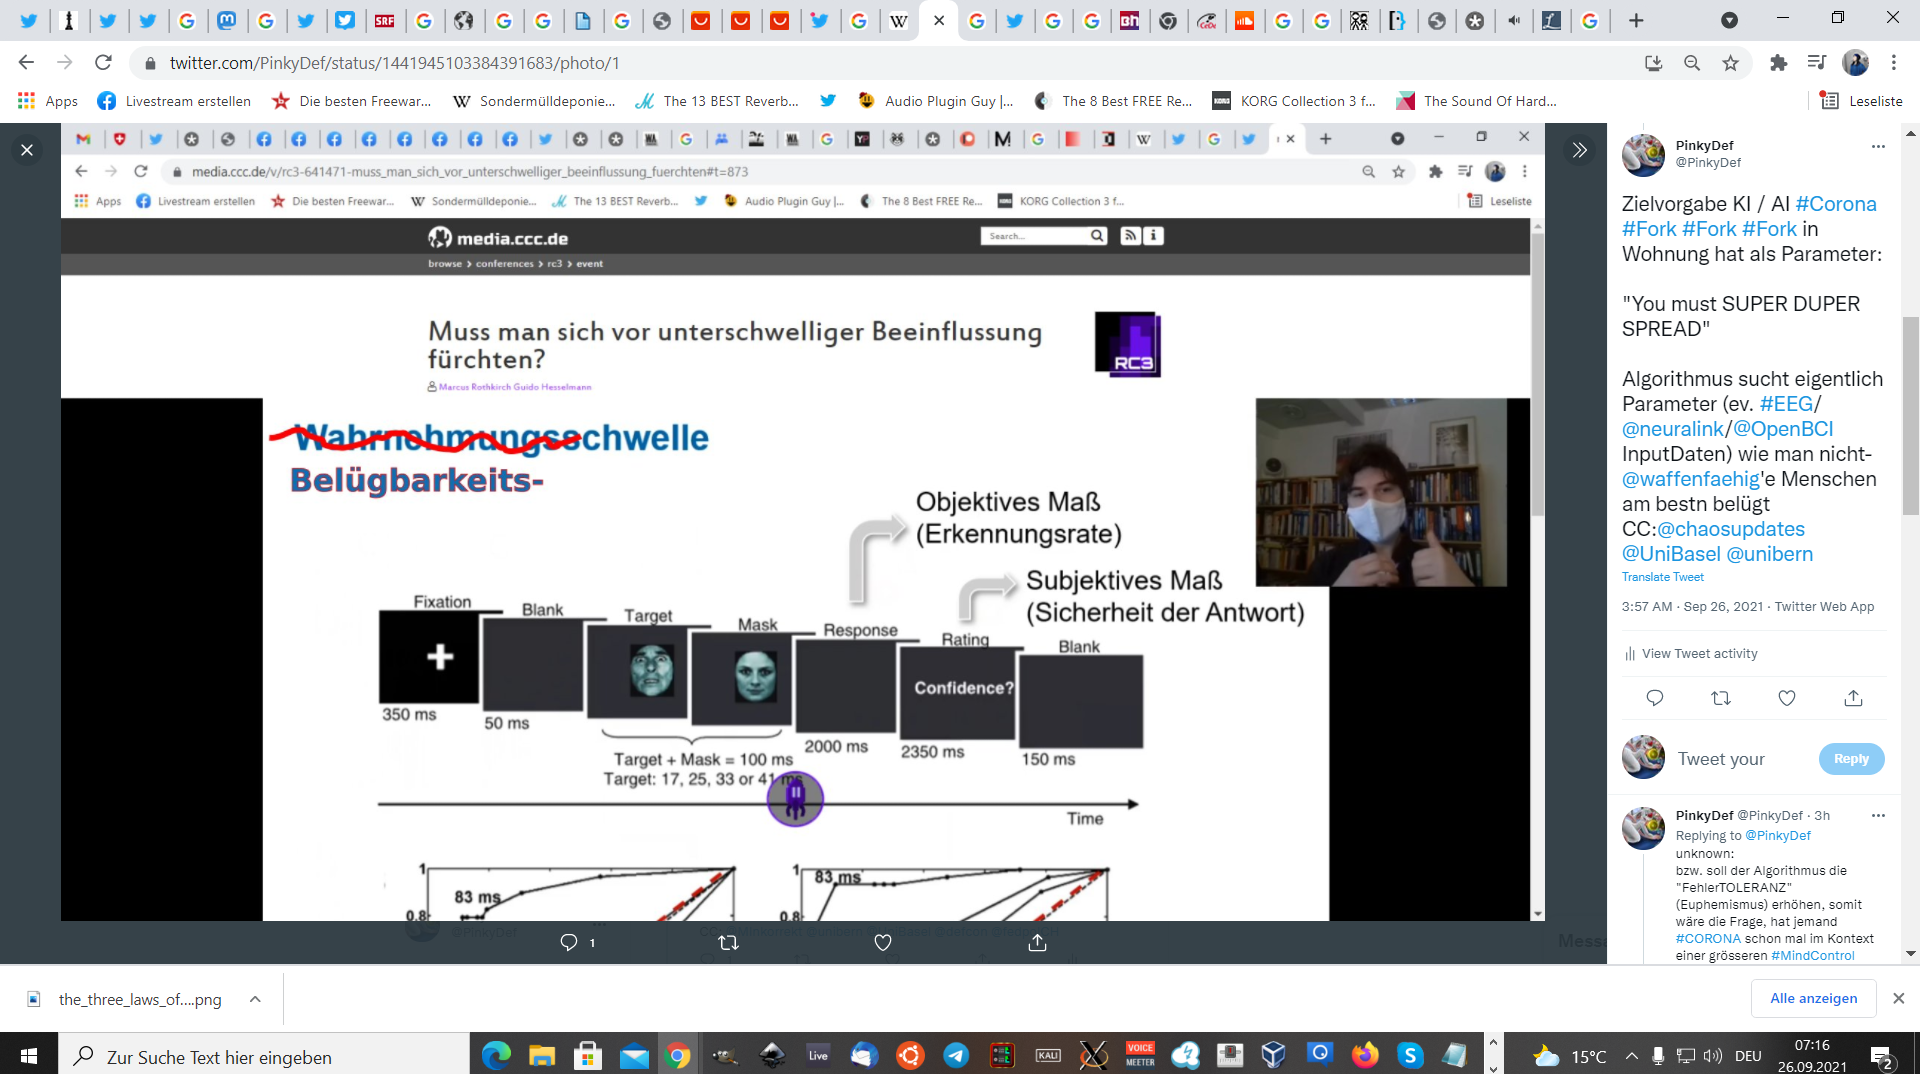 twitter.com/PinkyDef/status/1441945103384391683/photo/1
Apps
Livestream erstellen
Die besten Freewar...
Sondermülldeponie...
The 13 BEST Reverb...
Audio Plugin Guy |...
The 8 Best FREE Re...
KORG Collection 3 f...
The Sound Of Hard...
Leseliste
media.ccc.de/v/rc3-641471-muss_man_sich_vor_unterschwelliger_beeinflussung_fuerchten#t=873
Apps
Livestream erstellen
Die besten Freewar...
Sondermülldeponie...
The 13 BEST Reverb...
Audio Plugin Guy |...
The 8 Best FREE Re...
KORG Collection 3 f...
Leseliste
media.ccc.de
Search...
browse > conferences > rc3 > event
Muss man sich vor unterschwelliger Beeinflussung
fürchten?
RC3
Marcus Rothkirch Guido Hesselmann
Wahrnehmungsschwelle
Belügbarkeits-
Objektives Maß
(Erkennungsrate)
Subjektives Maß
(Sicherheit der Antwort)
Fixation
Blank
Target
Mask
Response
Rating
Blank
Confidence?
350 ms
50 ms
2000 ms
2350 ms
150 ms
Target + Mask = 100 ms
Target: 17, 25, 33 or 41 ms
Time
1
83 ms
0.8
1
83 ms
0.8
1
PinkyDef
@PinkyDef
Zielvorgabe KI / AI #Corona
#Fork #Fork #Fork in
Wohnung hat als Parameter:
"You must SUPER DUPER
SPREAD"
Algorithmus sucht eigentlich
Parameter (ev. #EEG/
@neuralink/@OpenBCI
InputDaten) wie man nicht-
@waffenfaehig'e Menschen
am bestn belügt
CC:@chaosupdates
@UniBasel @unibern
Translate Tweet
3:57 AM · Sep 26, 2021 · Twitter Web App
View Tweet activity
Tweet your
Reply
PinkyDef @PinkyDef · 3h
Replying to @PinkyDef
unknown:
bzw. soll der Algorithmus die
"FehlerTOLERANZ"
(Euphemismus) erhöhen, somit
wäre die Frage, hat jemand
#CORONA schon mal im Kontext
einer grösseren #MindControl
the_three_laws_of....png
Alle anzeigen
Zur Suche Text hier eingeben
Live
KALI
VOICE
MEETER
15°C
DEU
07:16
26.09.2021
2